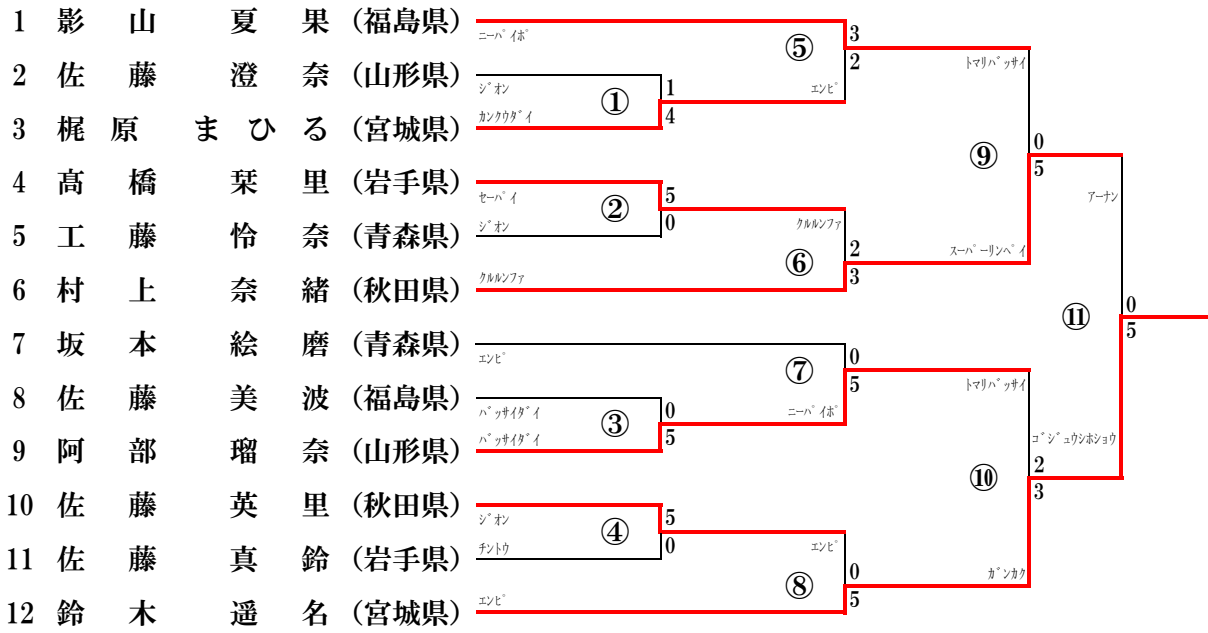 1 影山 夏果 (福島県)
ニーパイポ
⑤
3
2
トマリバッサイ
2 佐藤 澄奈 (山形県)
ジオン
①
1
4
エンピ
3 梶原 まひる (宮城県)
カンクウダイ
⑨
0
5
4 髙橋 栞里 (岩手県)
セーパイ
②
5
0
クルルンファ
アーナン
5 工藤 怜奈 (青森県)
ジオン
⑥
2
3
スーパーリンペイ
6 村上 奈緒 (秋田県)
クルルンファ
⑪
0
5
7 坂本 絵磨 (青森県)
エンピ
⑦
0
5
トマリバッサイ
8 佐藤 美波 (福島県)
バッサイダイ
③
0
5
ニーパイポ
9 阿部 瑠奈 (山形県)
バッサイダイ
ゴジュウシホショウ
⑩
2
3
10 佐藤 英里 (秋田県)
ジオン
④
5
0
エンピ
11 佐藤 真鈴 (岩手県)
チントウ
⑧
0
5
ガンカク
12 鈴木 遥名 (宮城県)
エンピ